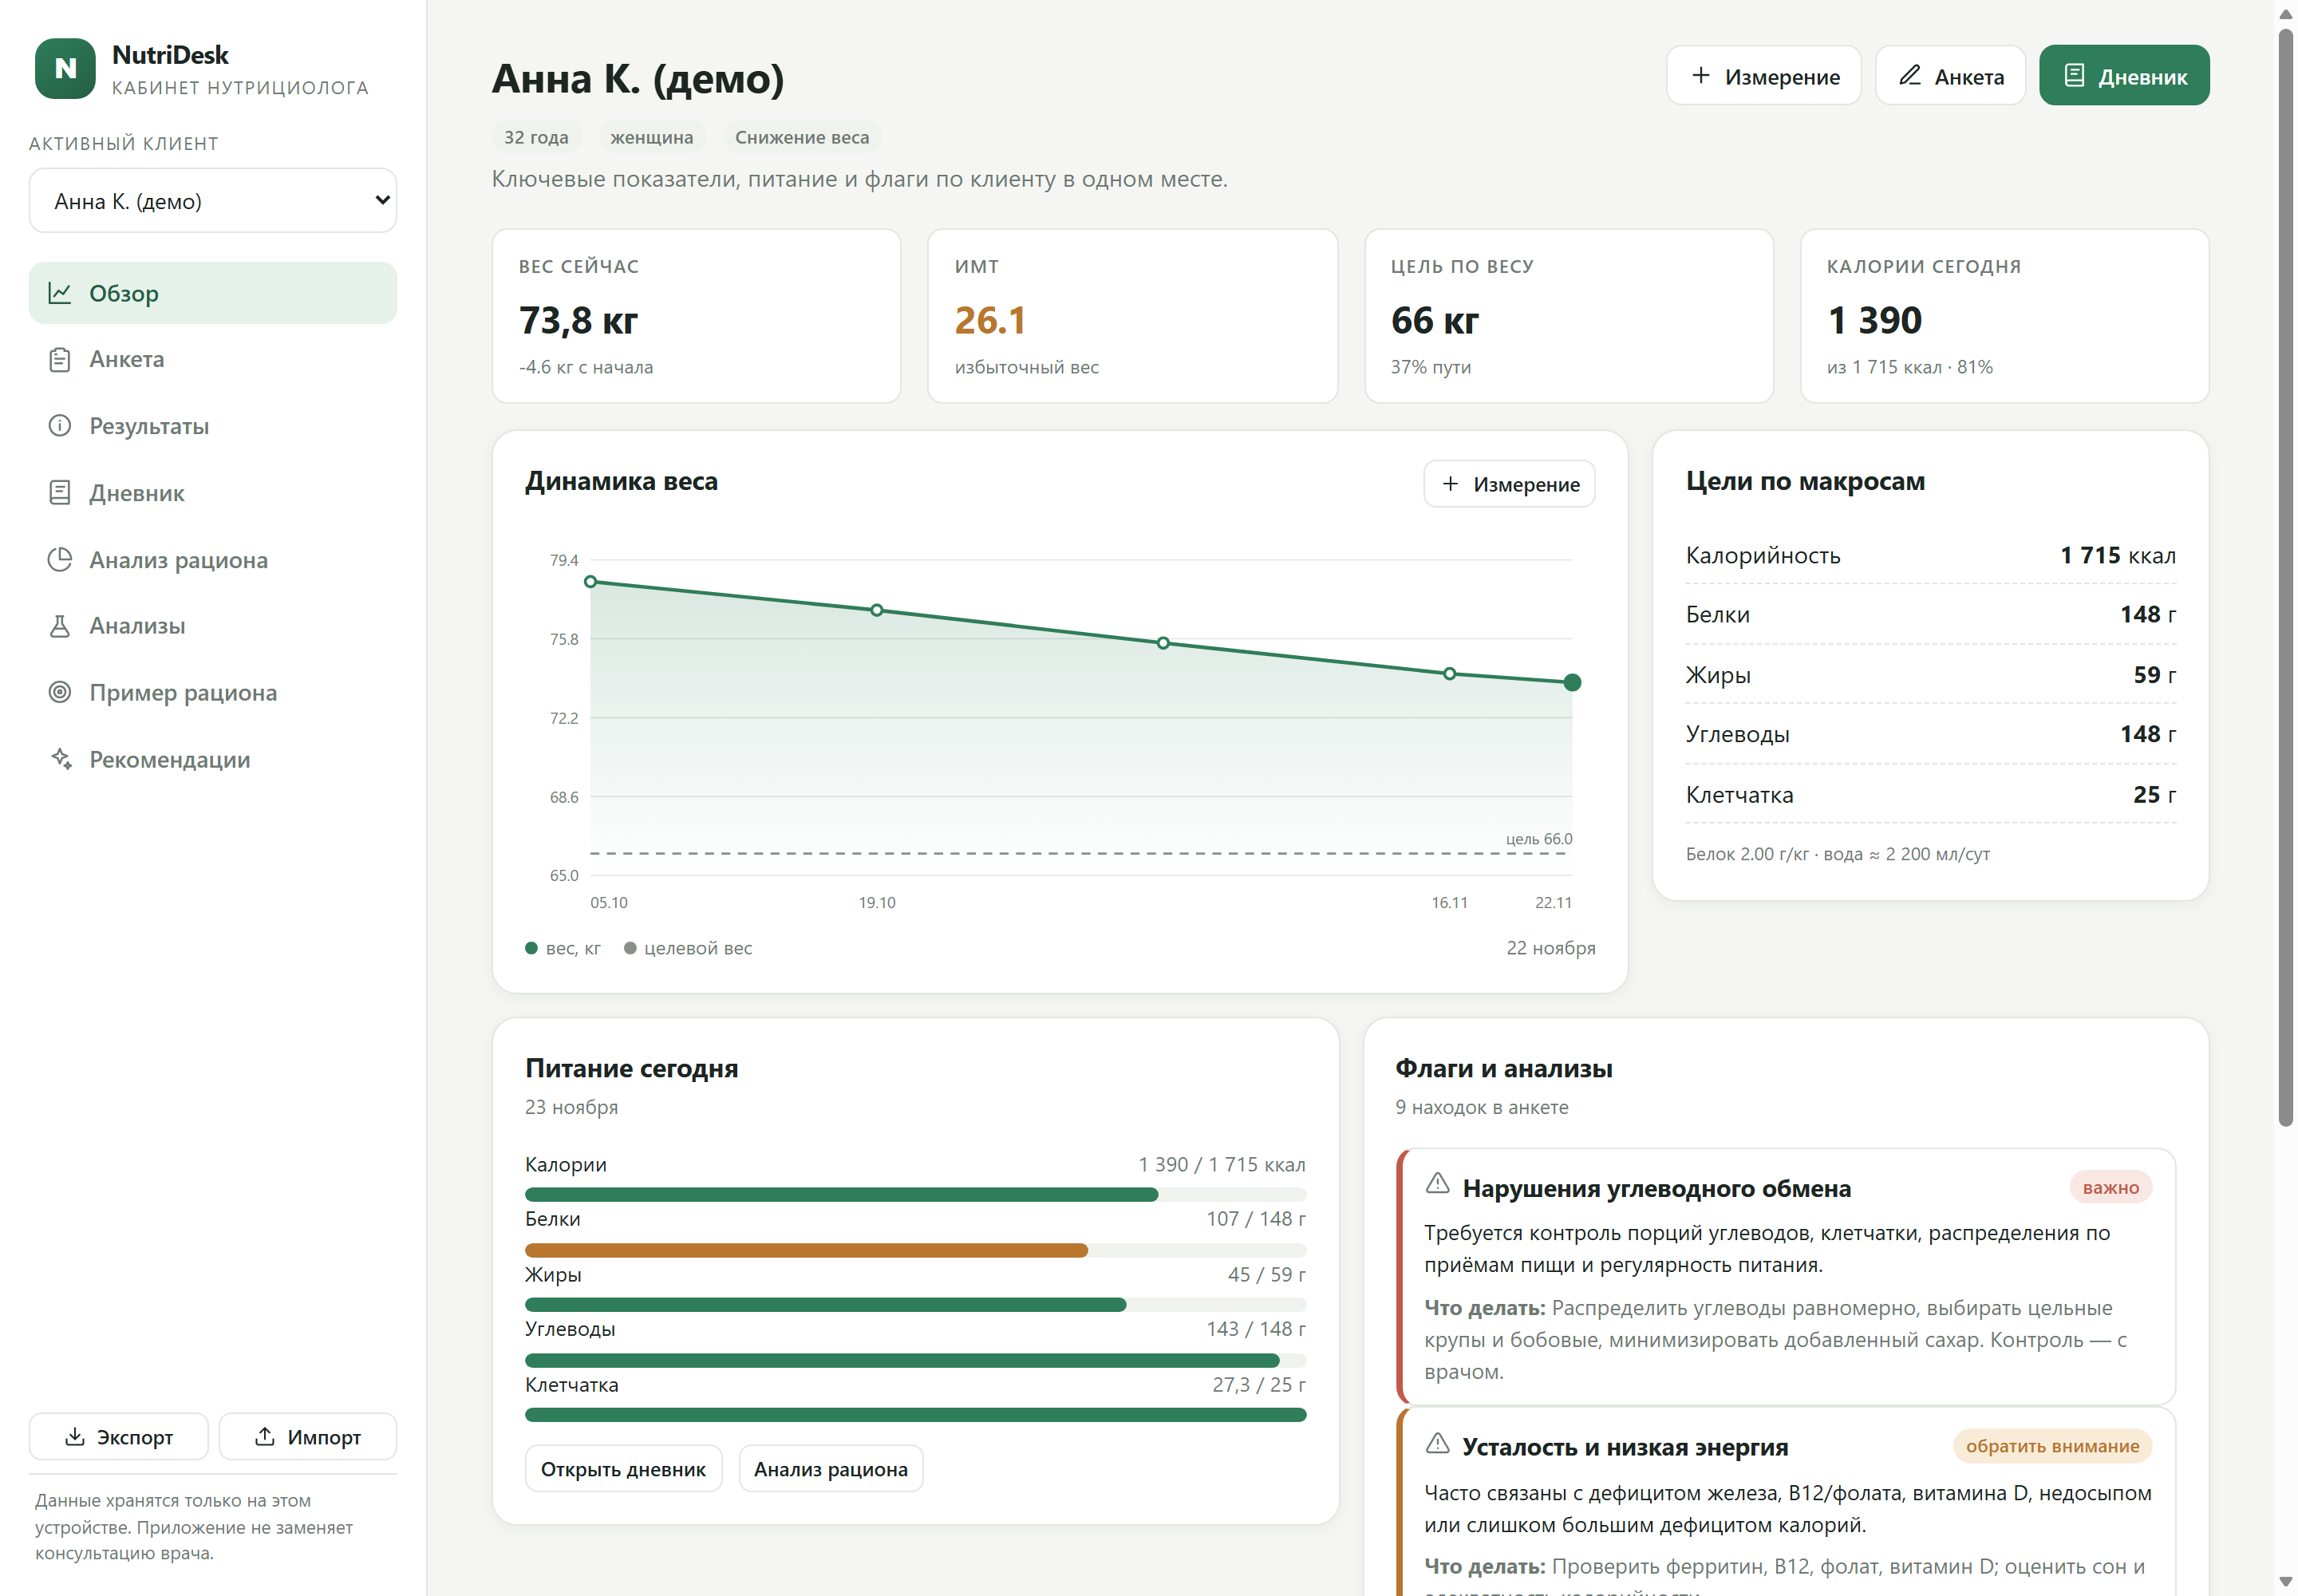 N
NutriDesk
КАБИНЕТ НУТРИЦИОЛОГА
АКТИВНЫЙ КЛИЕНТ
Анна К. (демо)
Обзор
Анкета
Результаты
Дневник
Анализ рациона
Анализы
Пример рациона
Рекомендации
Экспорт
Импорт
Данные хранятся только на этом
устройстве. Приложение не заменяет
консультацию врача.
Анна К. (демо)
+ Измерение
Анкета
Дневник
32 года
женщина
Снижение веса
Ключевые показатели, питание и флаги по клиенту в одном месте.
ВЕС СЕЙЧАС
73,8 кг
-4.6 кг с начала
ИМТ
26.1
избыточный вес
ЦЕЛЬ ПО ВЕСУ
66 кг
37% пути
КАЛОРИИ СЕГОДНЯ
1 390
из 1 715 ккал · 81%
Динамика веса
+ Измерение
79.4
75.8
72.2
68.6
цель 66.0
65.0
05.10
19.10
16.11
22.11
вес, кг
целевой вес
22 ноября
Цели по макросам
Калорийность 1 715 ккал
Белки 148 г
Жиры 59 г
Углеводы 148 г
Клетчатка 25 г
Белок 2.00 г/кг · вода ≈ 2 200 мл/сут
Питание сегодня
23 ноября
Калории 1 390 / 1 715 ккал
Белки 107 / 148 г
Жиры 45 / 59 г
Углеводы 143 / 148 г
Клетчатка 27,3 / 25 г
Открыть дневник
Анализ рациона
Флаги и анализы
9 находок в анкете
Нарушения углеводного обмена
важно
Требуется контроль порций углеводов, клетчатки, распределения по
приёмам пищи и регулярность питания.
Что делать: Распределить углеводы равномерно, выбирать цельные
крупы и бобовые, минимизировать добавленный сахар. Контроль — с
врачом.
Усталость и низкая энергия
обратить внимание
Часто связаны с дефицитом железа, B12/фолата, витамина D, недосыпом
или слишком большим дефицитом калорий.
Что делать: Проверить ферритин, B12, фолат, витамин D; оценить сон и